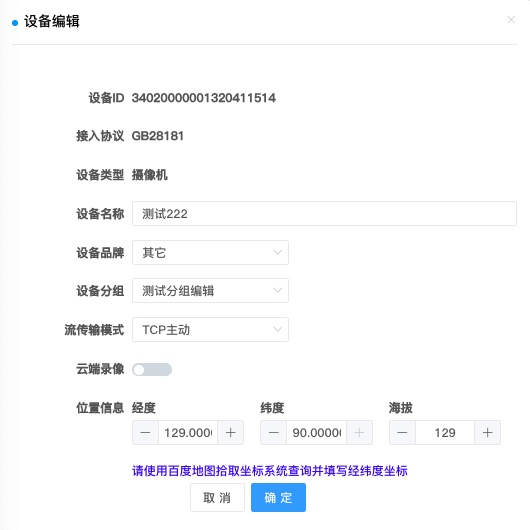 设备编辑
设备ID 34020000001320411514
接入协议 GB28181
设备类型 摄像机
设备名称 测试222
设备品牌 其它
设备分组 测试分组编辑
流传输模式 TCP主动
云端录像
位置信息 经度 纬度 海拔
129.000 90.0000 129
请使用百度地图拾取坐标系统查询并填写经纬度坐标
取 消 确 定